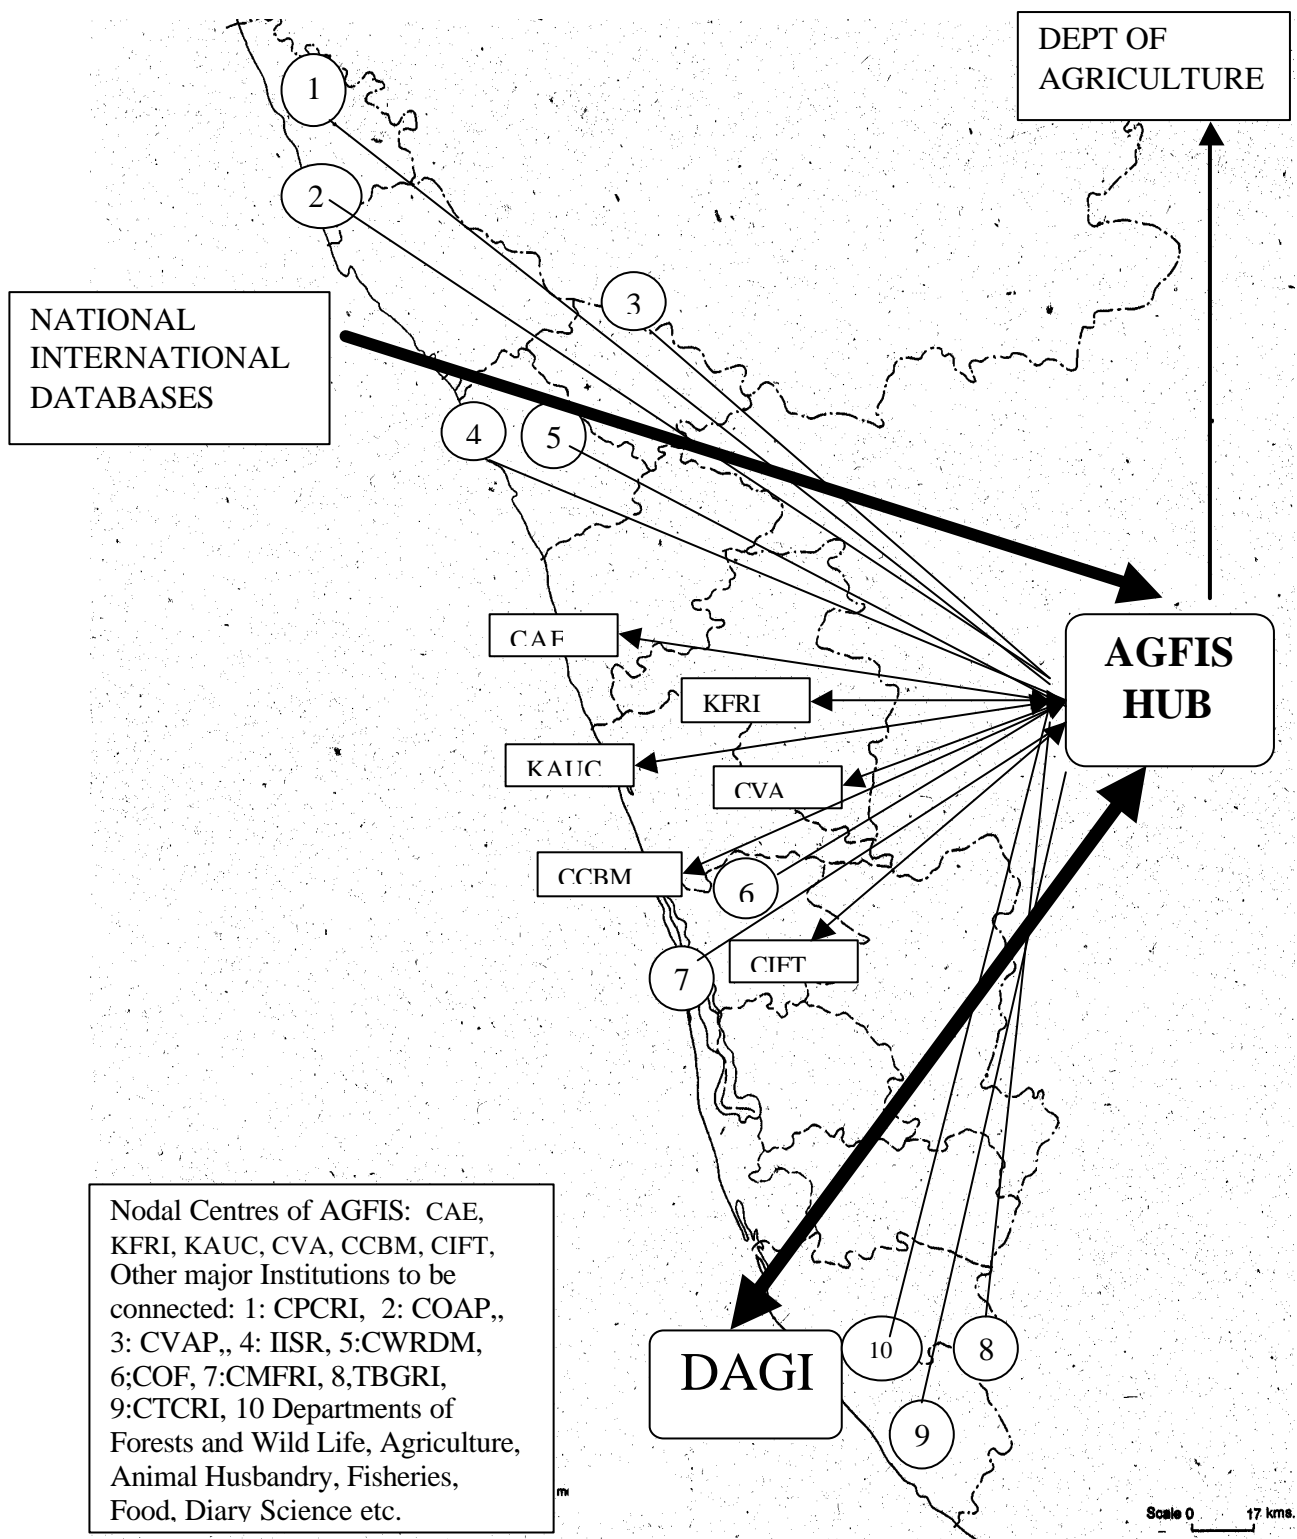 DEPT OF
AGRICULTURE
1
2
3
NATIONAL
INTERNATIONAL
DATABASES
4
5
CAE
AGFIS
HUB
KFRI
KAUC
CVA
CCBM
6
CIFT
7
Nodal Centres of AGFIS: CAE,
KFRI, KAUC, CVA, CCBM, CIFT,
Other major Institutions to be
connected: 1: CPCRI, 2: COAP,,
3: CVAP,, 4: IISR, 5:CWRDM,
6;COF, 7:CMFRI, 8,TBGRI,
9:CTCRI, 10 Departments of
Forests and Wild Life, Agriculture,
Animal Husbandry, Fisheries,
Food, Diary Science etc.
S
DAGI
10
8
9
Scale 0 17 kms.